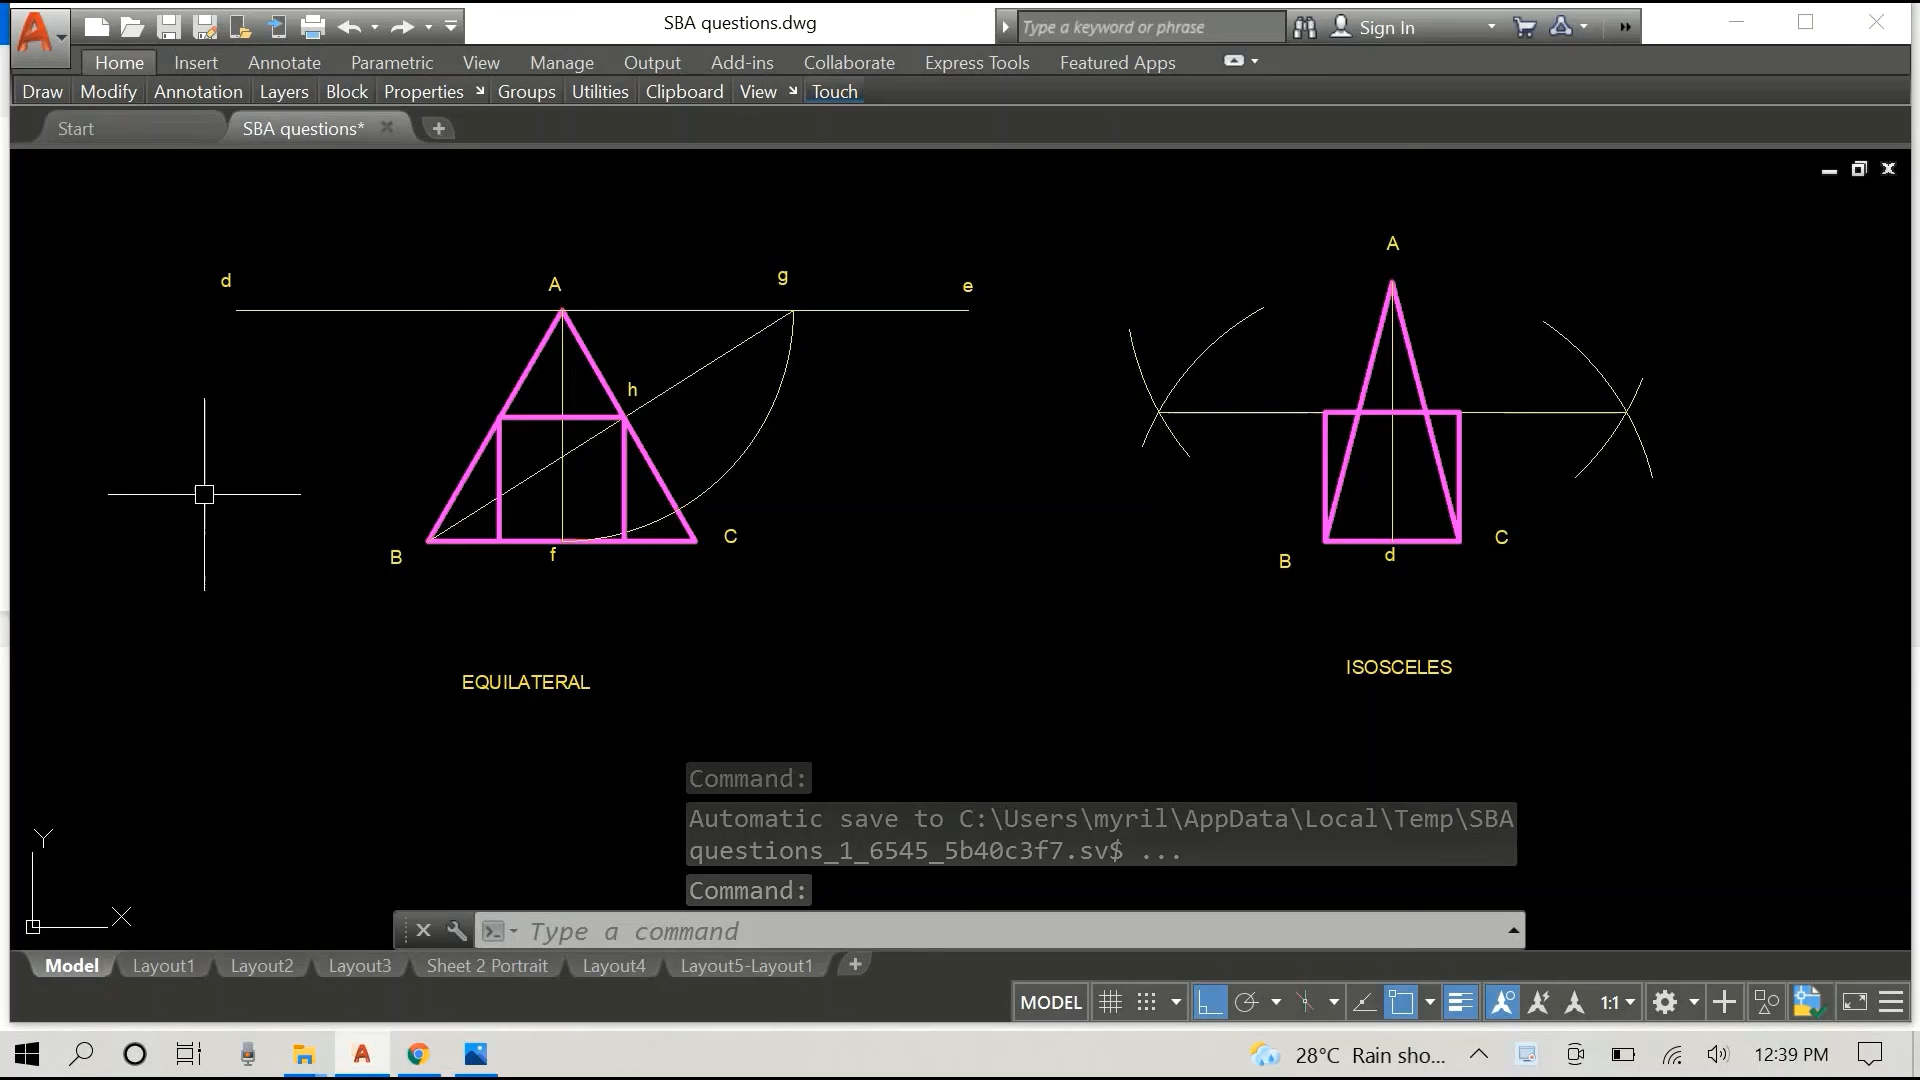 SBA questions.dwg
Type a keyword or phrase
Sign In
Home Insert Annotate Parametric View Manage Output Add-ins Collaborate Express Tools Featured Apps
Draw Modify Annotation Layers Block Properties Groups Utilities Clipboard View Touch
Start SBA questions*
A
d A g e
h
B f C
B d C
EQUILATERAL
ISOSCELES
Command:
Automatic save to C:\Users\myril\AppData\Local\Temp\SBA
questions_1_6545_5b40c3f7.sv$ ...
Command:
Type a command
Y
X
Model Layout1 Layout2 Layout3 Sheet 2 Portrait Layout4 Layout5-Layout1
MODEL 1:1
28°C Rain sho... 12:39 PM